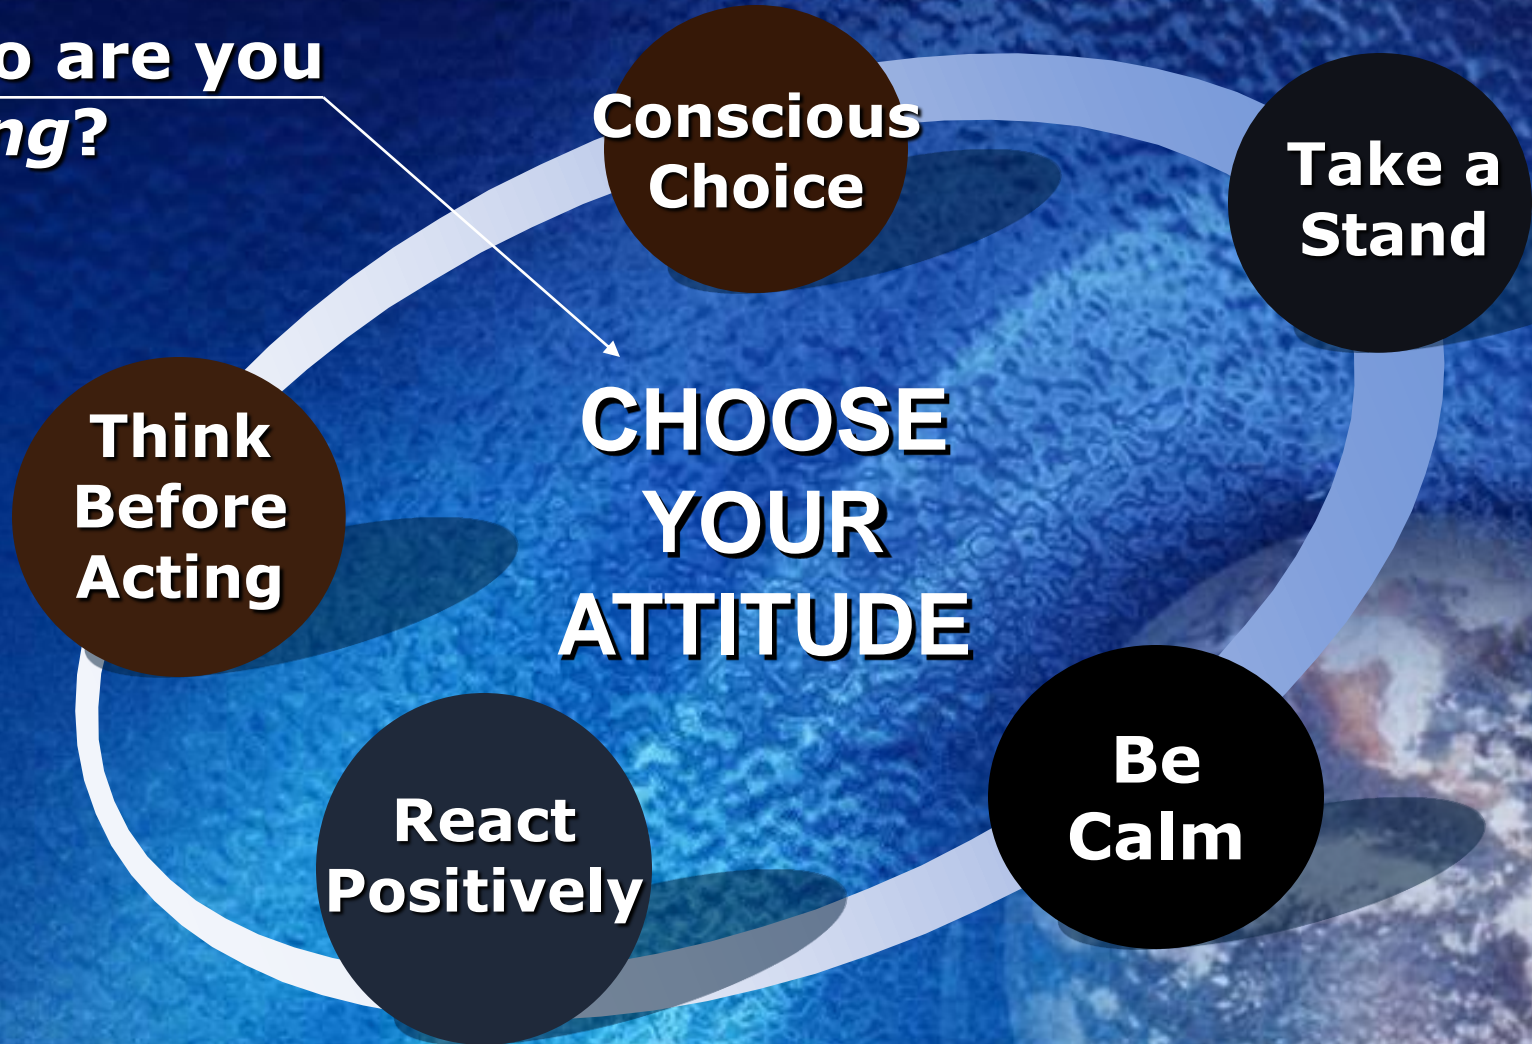 o are you
ng?
Conscious
Choice
Take a
Stand
Think
Before
Acting
CHOOSE
YOUR
ATTITUDE
React
Positively
Be
Calm